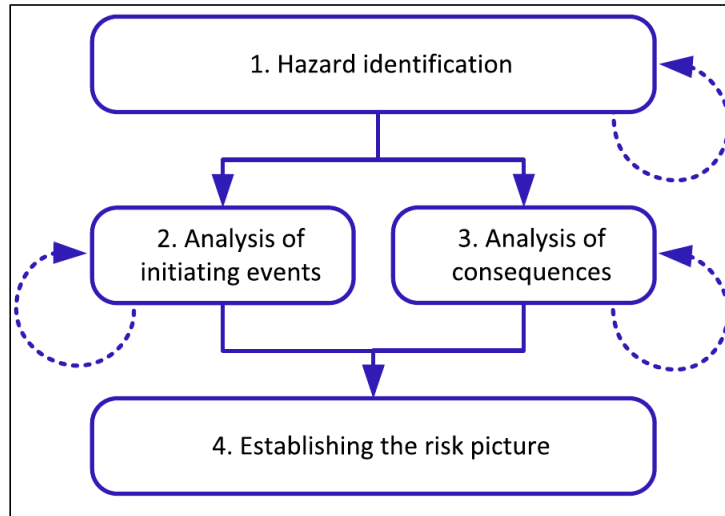 1. Hazard identification
2. Analysis of
initiating events
3. Analysis of
consequences
4. Establishing the risk picture